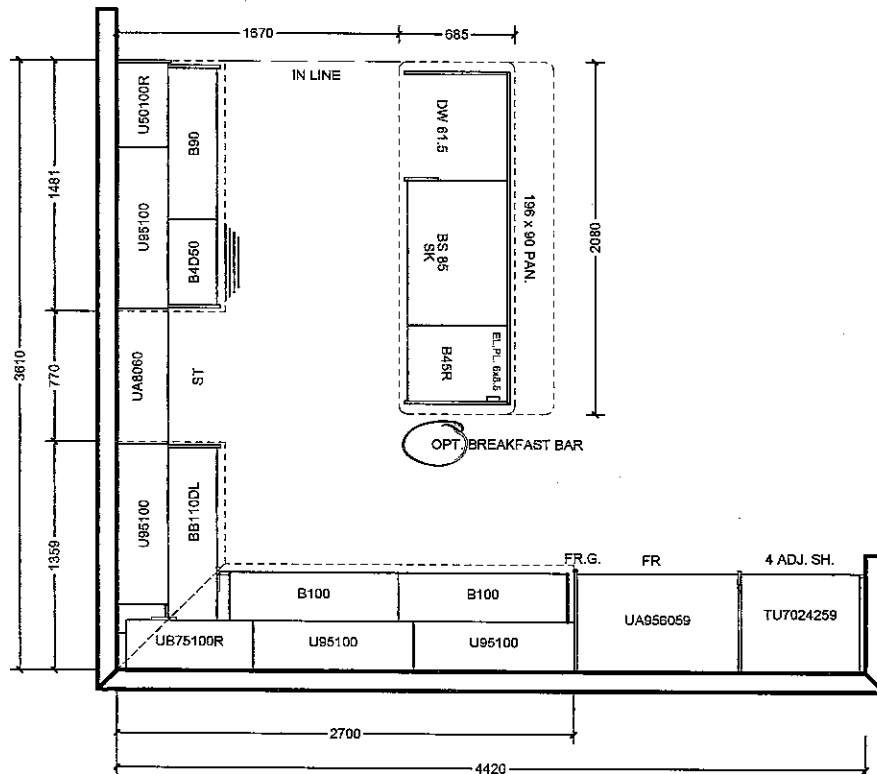 1670
685
IN LINE
U50100R
B90
DW 61.5
1481
U95100
B4D50
BS 85
SK
196 x 90 PAN.
2080
3610
770
UA8060
ST
B45R
EL.PL. 6x8.5
OPT. BREAKFAST BAR
1359
U95100
BB110DL
FR.G.
FR
4 ADJ. SH.
B100
B100
UA956059
TU7024259
UB75100R
U95100
U95100
2700
4420